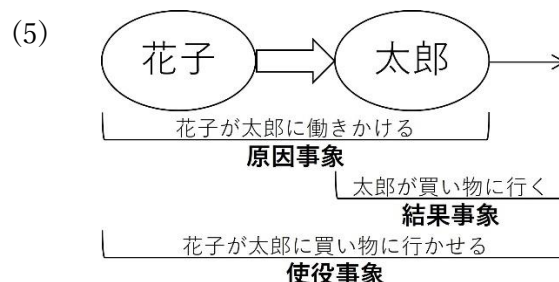 (5)
花子
太郎
花子が太郎に働きかける
原因事象
太郎が買い物に行く
結果事象
花子が太郎に買い物に行かせる
使役事象